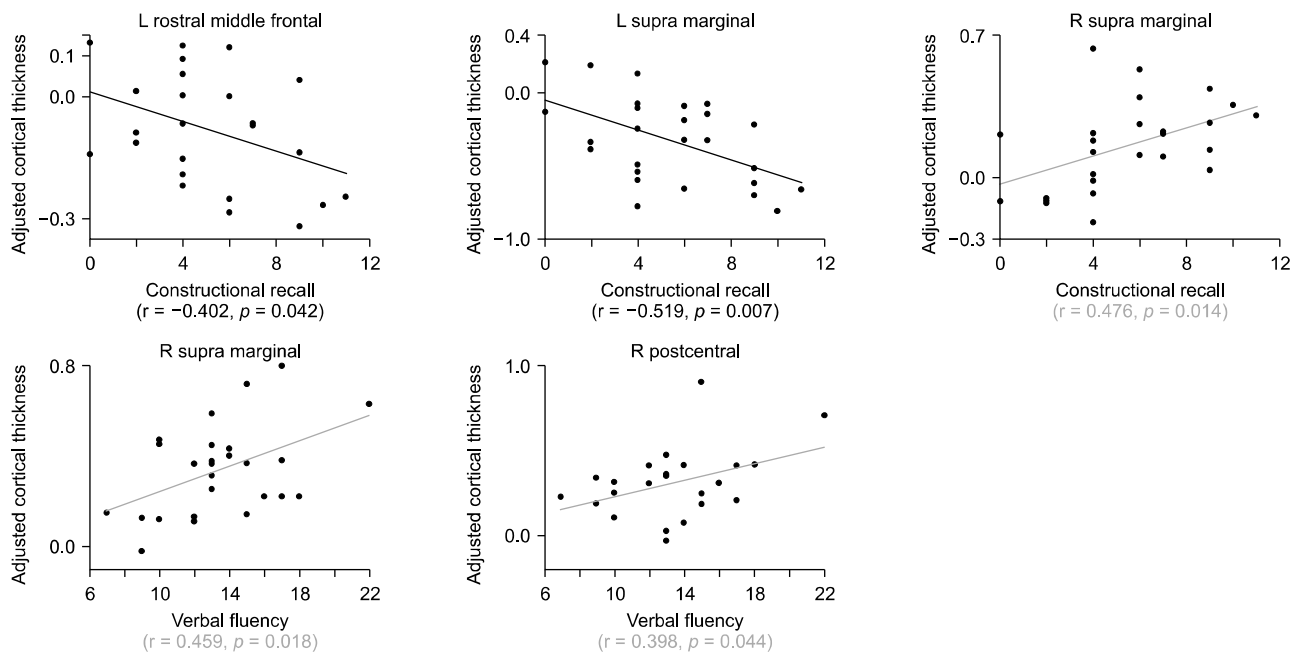 L rostral middle frontal
Adjusted cortical thickness
0.1
0.0
−0.3
0 4 8 12
Constructional recall
(r = −0.402, p = 0.042)
L supra marginal
Adjusted cortical thickness
0.4
0.0
−1.0
0 4 8 12
Constructional recall
(r = −0.519, p = 0.007)
R supra marginal
Adjusted cortical thickness
0.7
0.0
−0.3
0 4 8 12
Constructional recall
(r = 0.476, p = 0.014)
R supra marginal
Adjusted cortical thickness
0.8
0.0
6 10 14 18 22
Verbal fluency
(r = 0.459, p = 0.018)
R postcentral
Adjusted cortical thickness
1.0
0.0
6 10 14 18 22
Verbal fluency
(r = 0.398, p = 0.044)